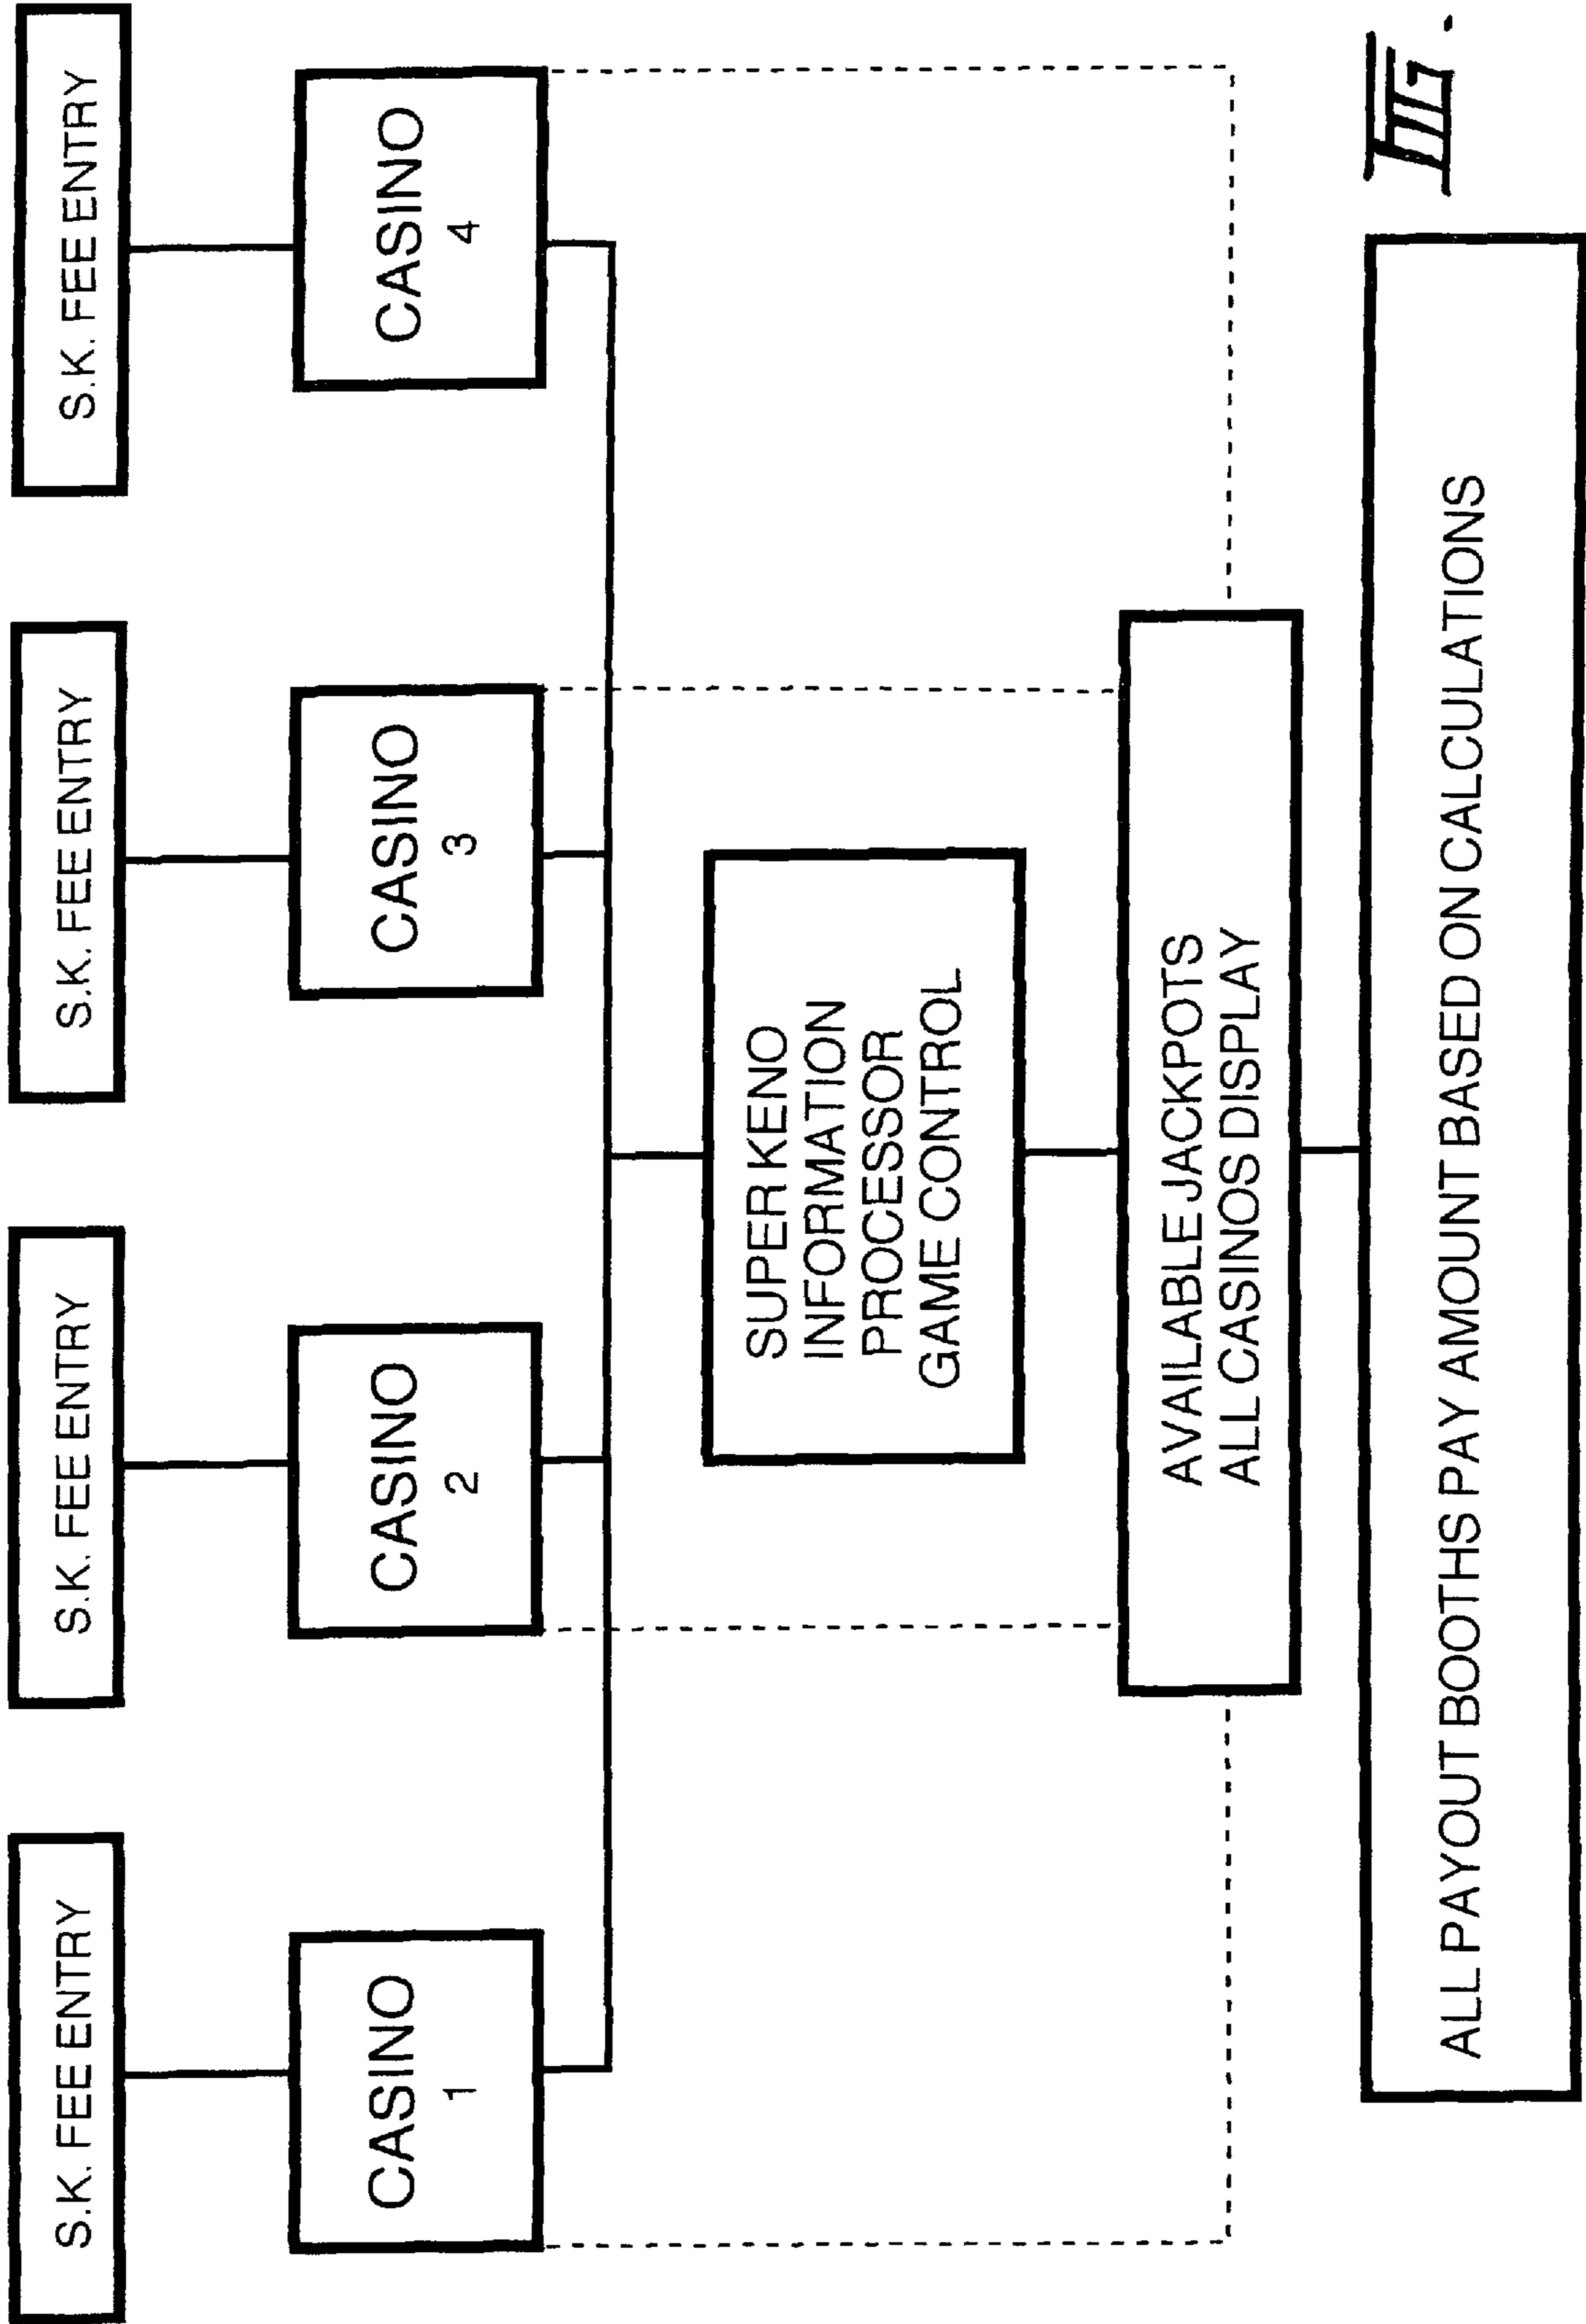 S.K. FEE ENTRY
S.K. FEE ENTRY
S.K. FEE ENTRY
S.K. FEE ENTRY
CASINO
1
CASINO
2
CASINO
3
CASINO
4
SUPER KENO
INFORMATION
PROCESSOR
GAME CONTROL
AVAILABLE JACKPOTS
ALL CASINOS DISPLAY
ALL PAYOUT BOOTHS PAY AMOUNT BASED ON CALCULATIONS